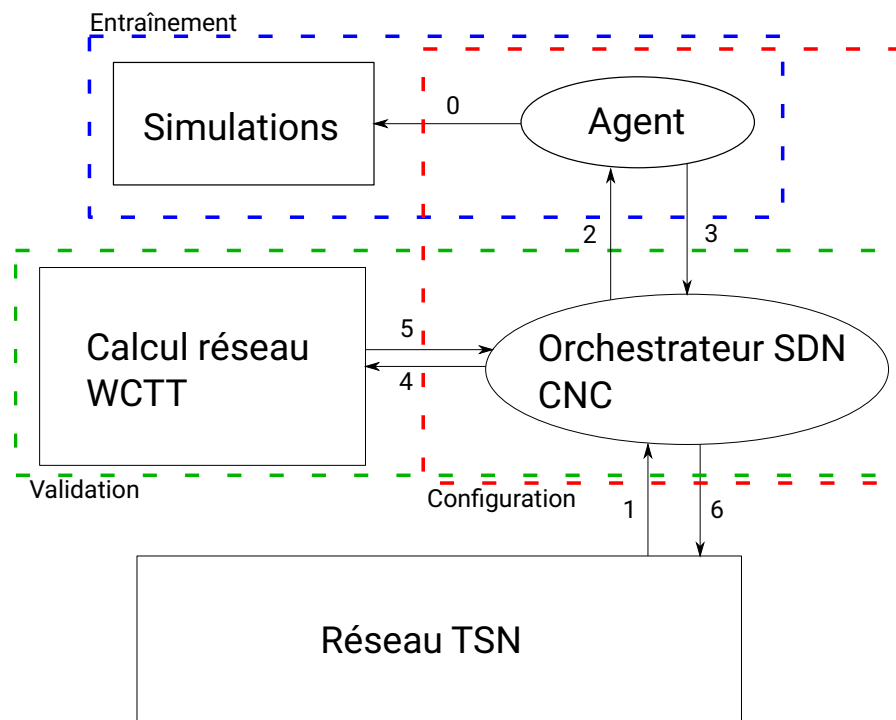 Entraînement
Simulations
0
Agent
2
3
Calcul réseau
WCTT
5
4
Orchestrateur SDN
CNC
Validation
Configuration
1
6
Réseau TSN